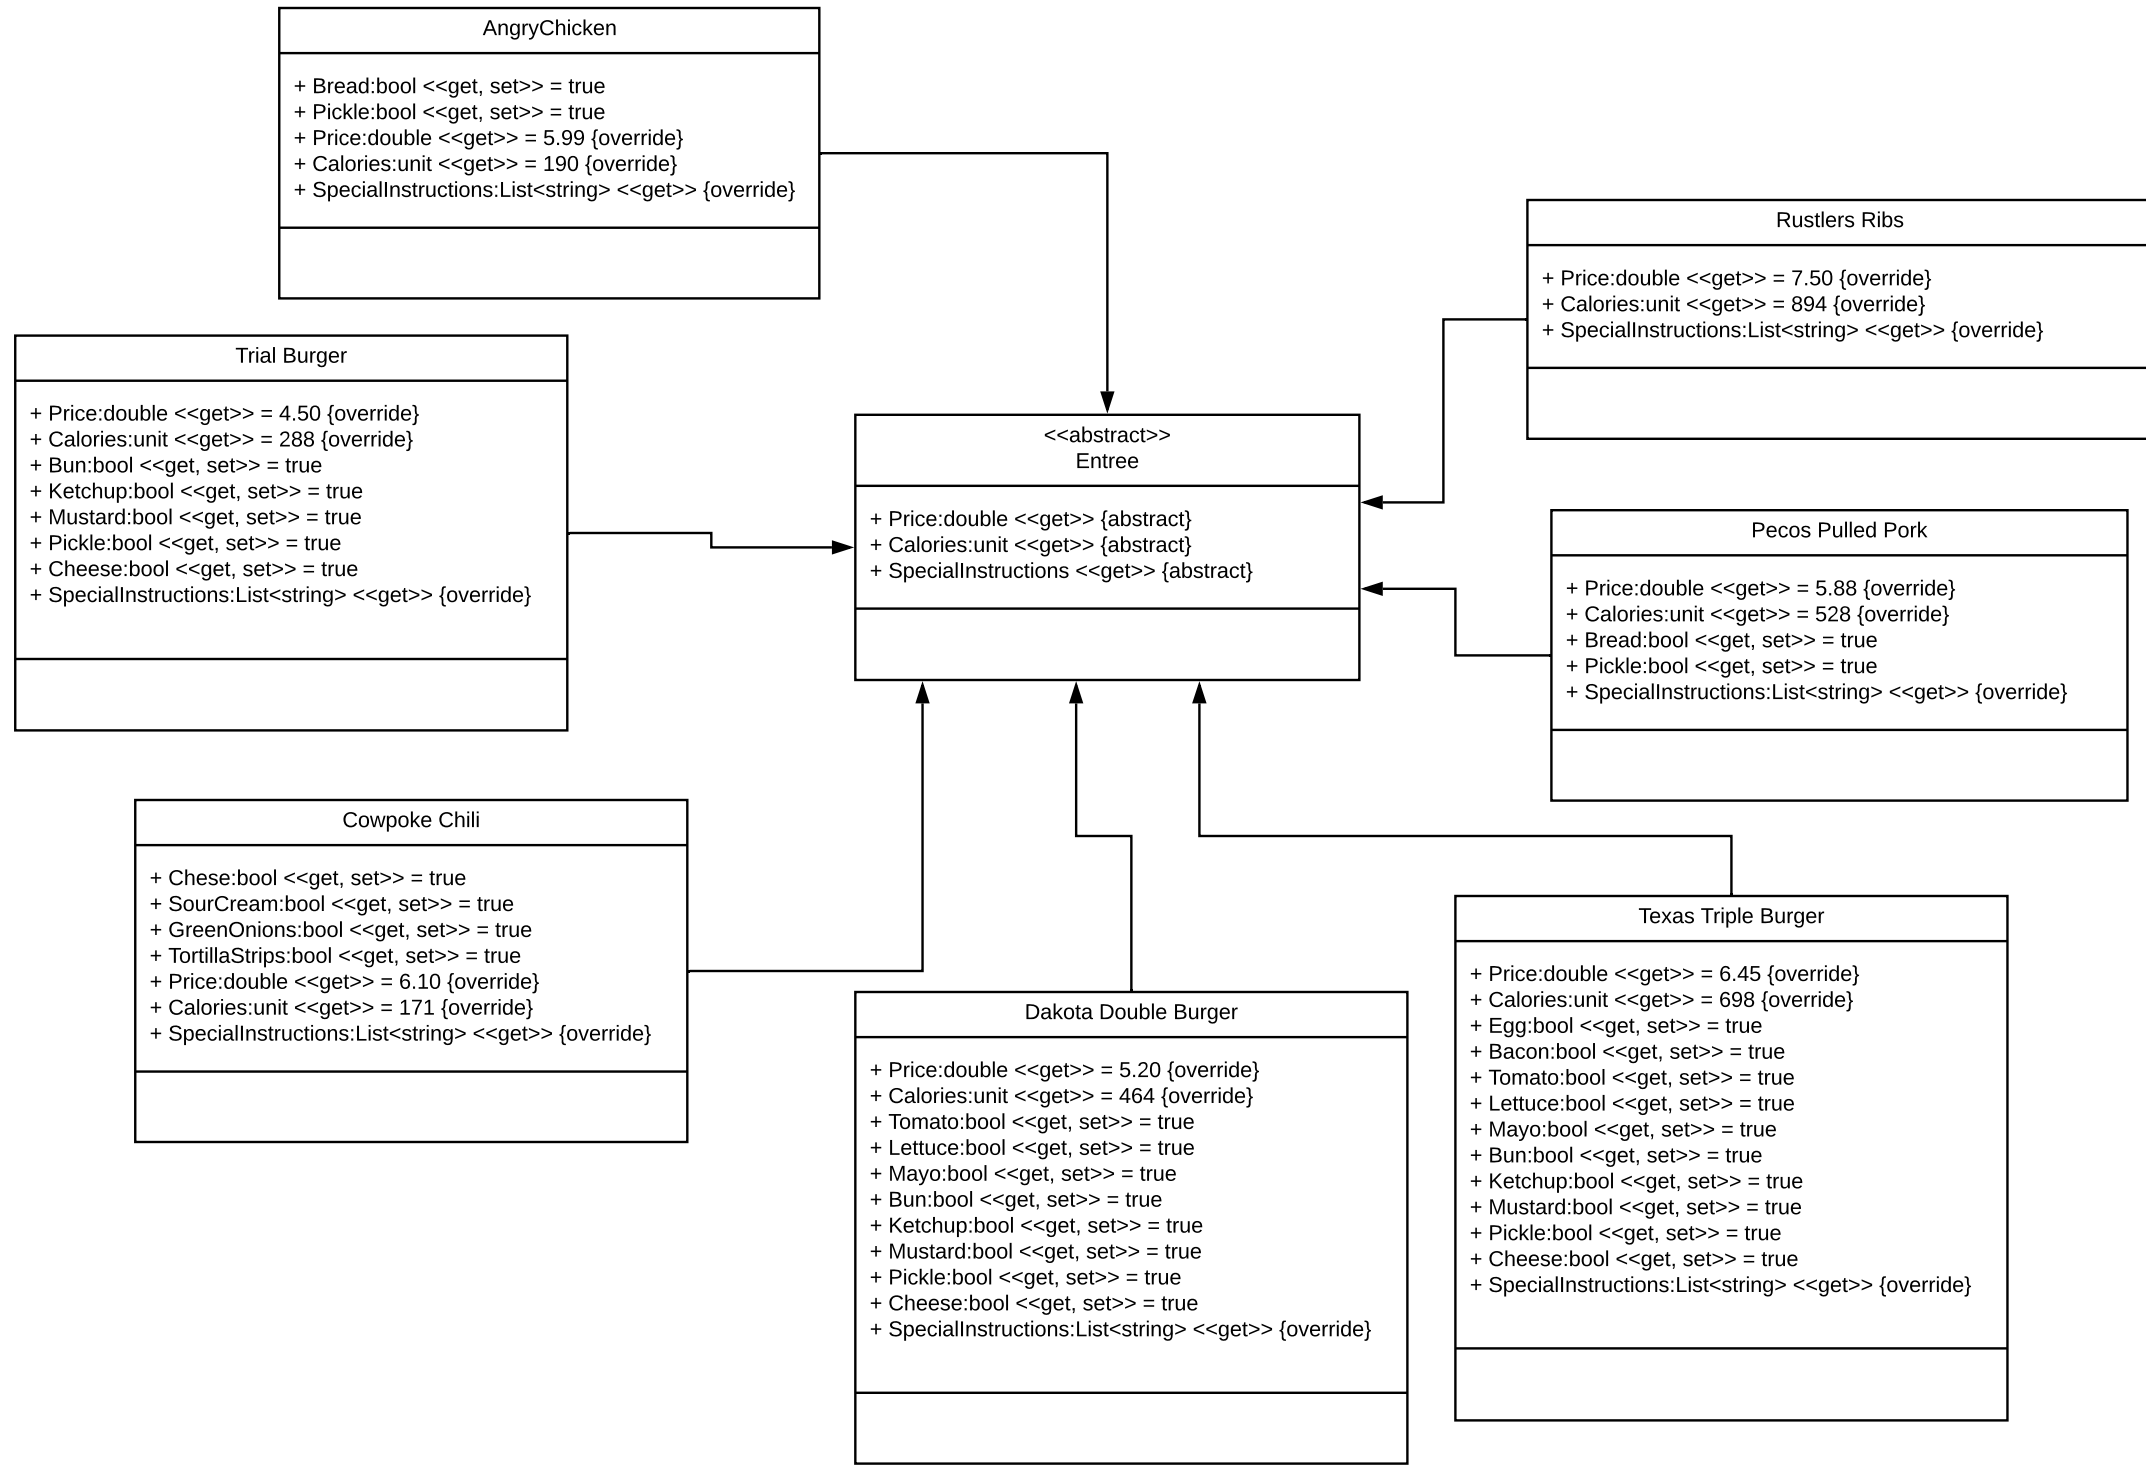 AngryChicken
+ Bread:bool <<get, set>> = true
+ Pickle:bool <<get, set>> = true
+ Price:double <<get>> = 5.99 {override}
+ Calories:unit <<get>> = 190 {override}
+ SpecialInstructions:List<string> <<get>> {override}
Rustlers Ribs
+ Price:double <<get>> = 7.50 {override}
+ Calories:unit <<get>> = 894 {override}
+ SpecialInstructions:List<string> <<get>> {override}
Trial Burger
+ Price:double <<get>> = 4.50 {override}
+ Calories:unit <<get>> = 288 {override}
+ Bun:bool <<get, set>> = true
+ Ketchup:bool <<get, set>> = true
+ Mustard:bool <<get, set>> = true
+ Pickle:bool <<get, set>> = true
+ Cheese:bool <<get, set>> = true
+ SpecialInstructions:List<string> <<get>> {override}
<<abstract>>
Entree
+ Price:double <<get>> {abstract}
+ Calories:unit <<get>> {abstract}
+ SpecialInstructions <<get>> {abstract}
Pecos Pulled Pork
+ Price:double <<get>> = 5.88 {override}
+ Calories:unit <<get>> = 528 {override}
+ Bread:bool <<get, set>> = true
+ Pickle:bool <<get, set>> = true
+ SpecialInstructions:List<string> <<get>> {override}
Cowpoke Chili
+ Chese:bool <<get, set>> = true
+ SourCream:bool <<get, set>> = true
+ GreenOnions:bool <<get, set>> = true
+ TortillaStrips:bool <<get, set>> = true
+ Price:double <<get>> = 6.10 {override}
+ Calories:unit <<get>> = 171 {override}
+ SpecialInstructions:List<string> <<get>> {override}
Dakota Double Burger
+ Price:double <<get>> = 5.20 {override}
+ Calories:unit <<get>> = 464 {override}
+ Tomato:bool <<get, set>> = true
+ Lettuce:bool <<get, set>> = true
+ Mayo:bool <<get, set>> = true
+ Bun:bool <<get, set>> = true
+ Ketchup:bool <<get, set>> = true
+ Mustard:bool <<get, set>> = true
+ Pickle:bool <<get, set>> = true
+ Cheese:bool <<get, set>> = true
+ SpecialInstructions:List<string> <<get>> {override}
Texas Triple Burger
+ Price:double <<get>> = 6.45 {override}
+ Calories:unit <<get>> = 698 {override}
+ Egg:bool <<get, set>> = true
+ Bacon:bool <<get, set>> = true
+ Tomato:bool <<get, set>> = true
+ Lettuce:bool <<get, set>> = true
+ Mayo:bool <<get, set>> = true
+ Bun:bool <<get, set>> = true
+ Ketchup:bool <<get, set>> = true
+ Mustard:bool <<get, set>> = true
+ Pickle:bool <<get, set>> = true
+ Cheese:bool <<get, set>> = true
+ SpecialInstructions:List<string> <<get>> {override}